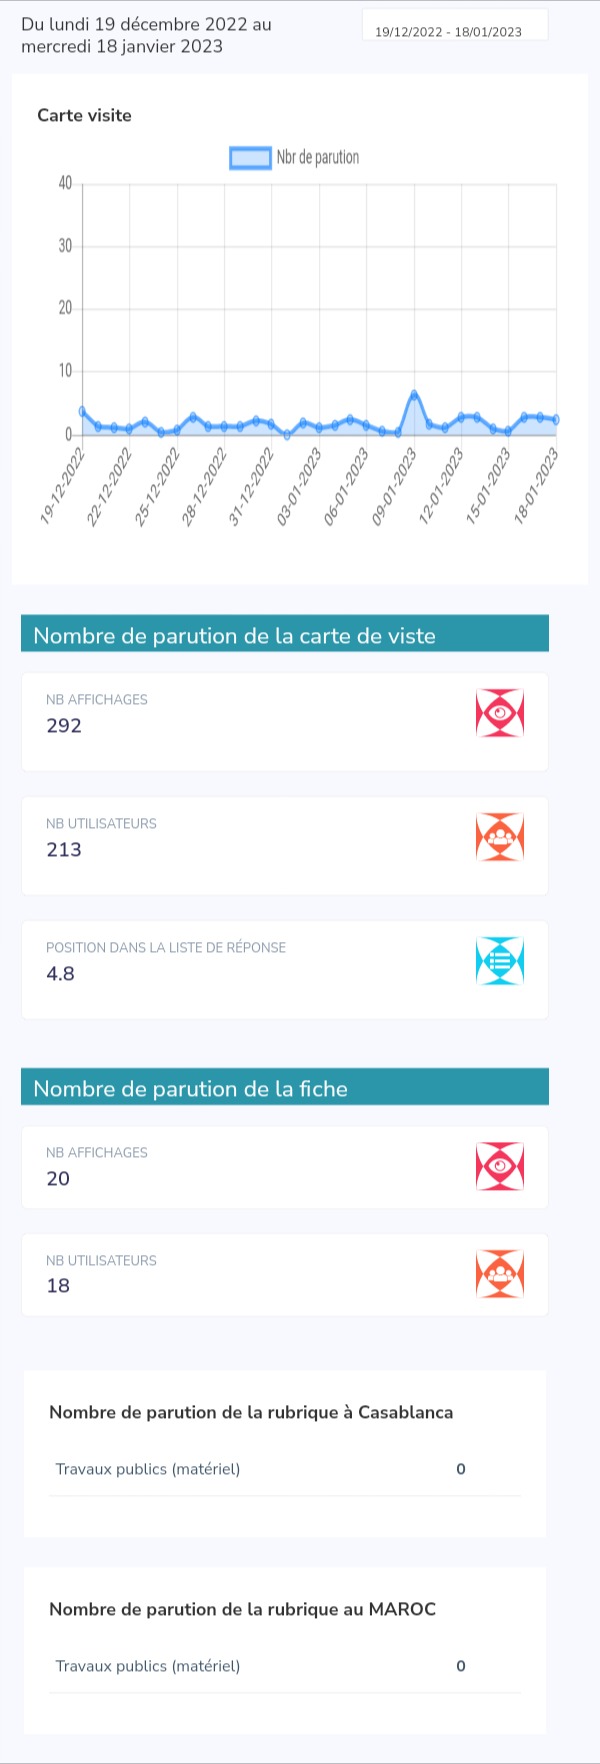 Du lundi 19 décembre 2022 au
mercredi 18 janvier 2023
19/12/2022 - 18/01/2023
Carte visite
Nbr de parution
40
30
20
10
0
19-12-2022
22-12-2022
25-12-2022
28-12-2022
31-12-2022
03-01-2023
06-01-2023
09-01-2023
12-01-2023
15-01-2023
18-01-2023
Nombre de parution de la carte de viste
NB AFFICHAGES
292
NB UTILISATEURS
213
POSITION DANS LA LISTE DE RÉPONSE
4.8
Nombre de parution de la fiche
NB AFFICHAGES
20
NB UTILISATEURS
18
Nombre de parution de la rubrique à Casablanca
Travaux publics (matériel) 0
Nombre de parution de la rubrique au MAROC
Travaux publics (matériel) 0